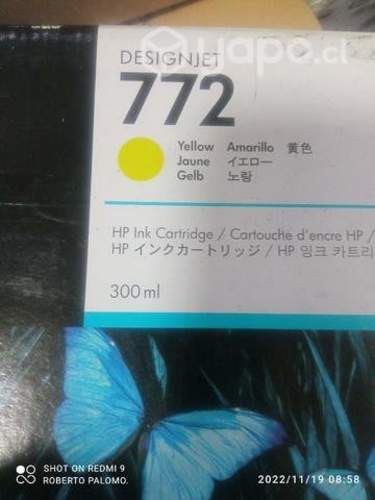 yapo.cl
DESIGNJET
772
Yellow Amarillo 黄色
Jaune イエロー
Gelb 노랑
HP Ink Cartridge / Cartouche d'encre HP /
HP インクカートリッジ / HP 잉크 카트리
300 ml
SHOT ON REDMI 9
ROBERTO PALOMO.
2022/11/19 08:58